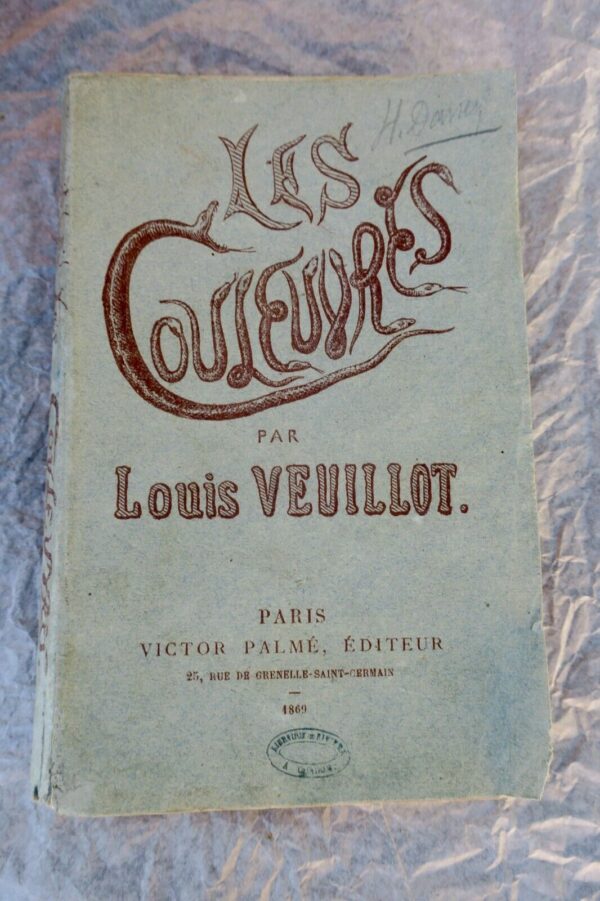 H.
LES
COULEUVRES
PAR
LOUIS VEUILLOT.
PARIS
VICTOR PALMÉ, ÉDITEUR
25, RUE DE GRENELLE-SAINT-GERMAIN
1869